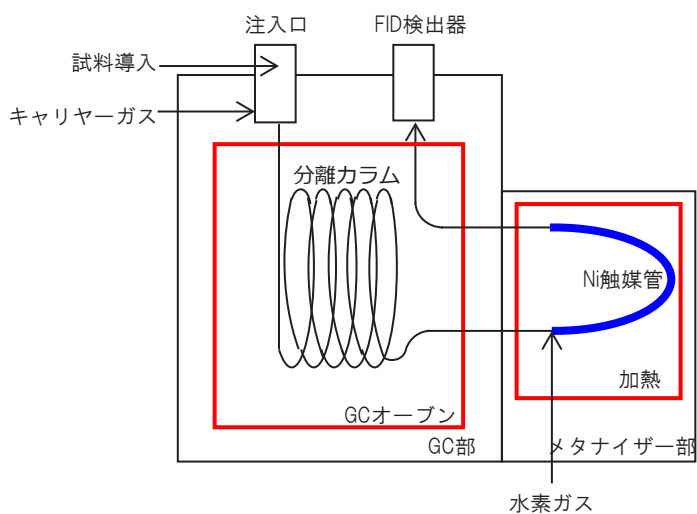 注入口
FID検出器
試料導入
キャリヤーガス
分離カラム
Ni触媒管
加熱
GCオーブン
GC部
メタナイザー部
水素ガス